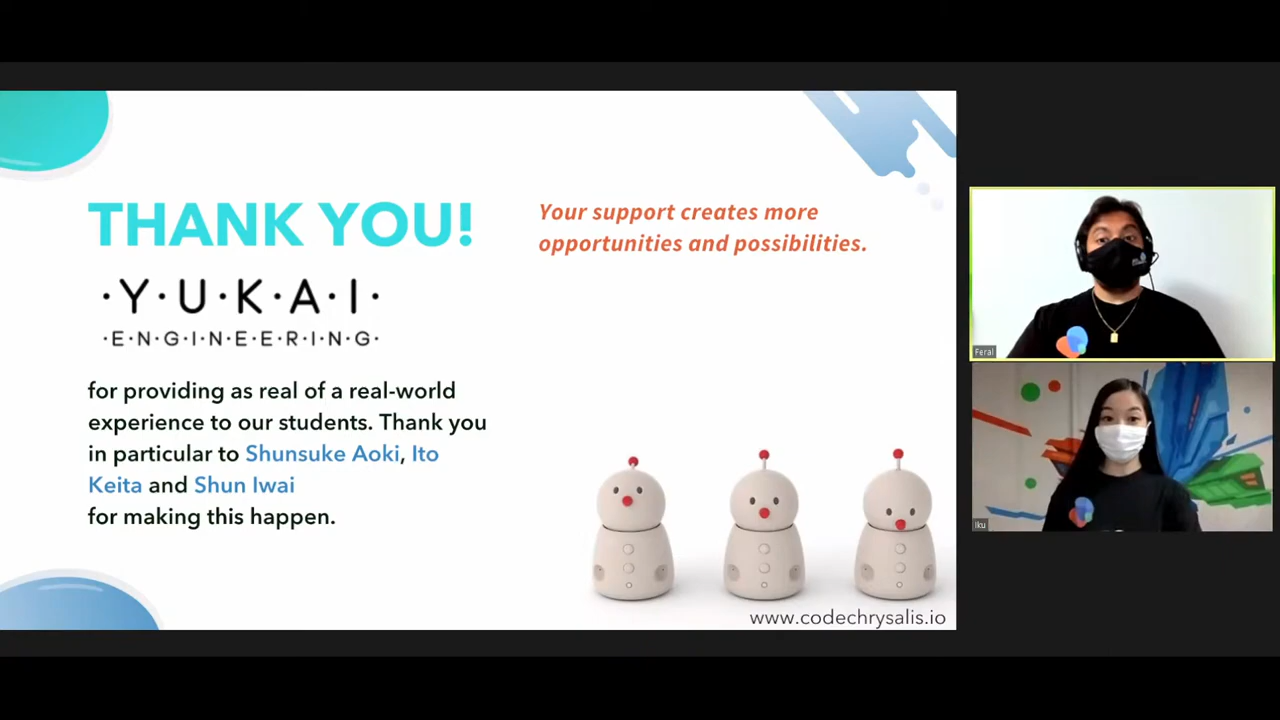 THANK YOU!
·Y·U·K·A·I·
·E·N·G·I·N·E·E·R·I·N·G·
for providing as real of a real-world
experience to our students. Thank you
in particular to Shunsuke Aoki, Ito
Keita and Shun Iwai
for making this happen.
Your support creates more
opportunities and possibilities.
www.codechrysalis.io
Feral
Iku